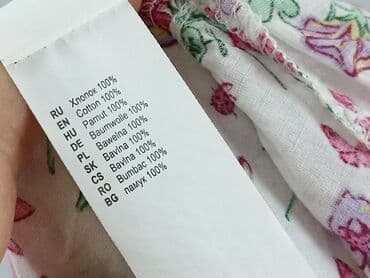 RU Хлопок 100%
EN Cotton 100%
HU Pamut 100%
DE Baumwolle 100%
PL Bawełna 100%
SK Bavlna 100%
CS Bavlna 100%
RO Bumbac 100%
BG памук 100%